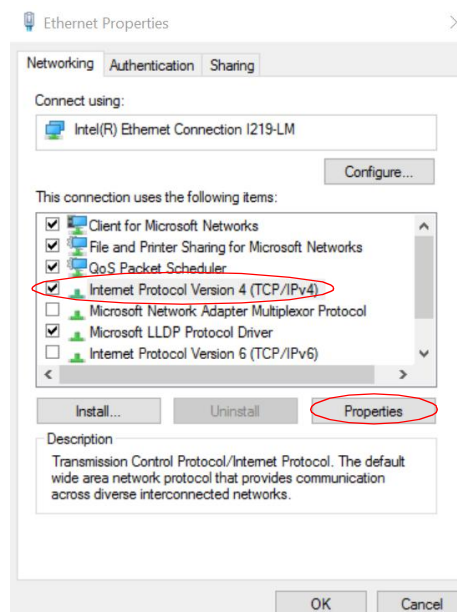 Ethernet Properties
Networking Authentication Sharing
Connect using:
Intel(R) Ethernet Connection I219-LM
Configure...
This connection uses the following items:
Client for Microsoft Networks
File and Printer Sharing for Microsoft Networks
QoS Packet Scheduler
Internet Protocol Version 4 (TCP/IPv4)
Microsoft Network Adapter Multiplexor Protocol
Microsoft LLDP Protocol Driver
Internet Protocol Version 6 (TCP/IPv6)
Install... Uninstall Properties
Description
Transmission Control Protocol/Internet Protocol. The default
wide area network protocol that provides communication
across diverse interconnected networks.
OK Cancel